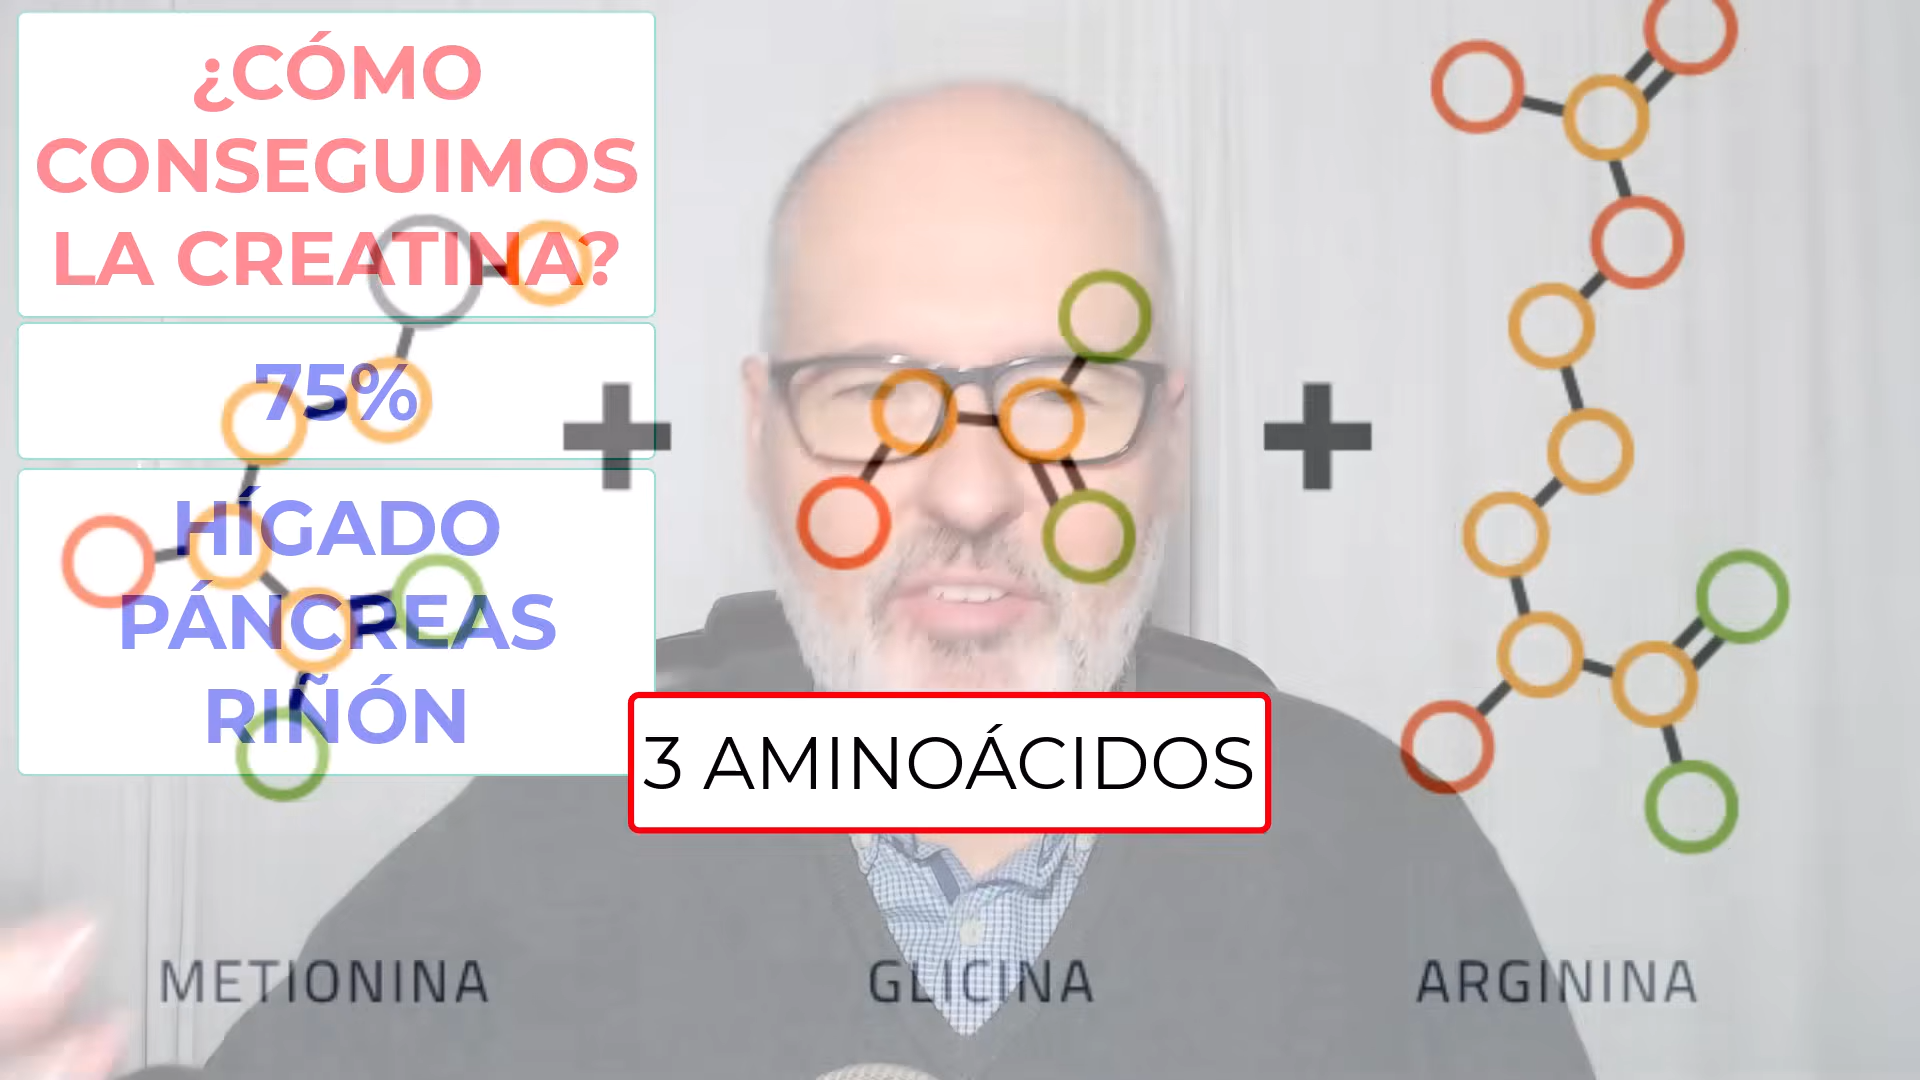 ¿CÓMO
CONSEGUIMOS
LA CREATINA?
75%
HÍGADO
PÁNCREAS
RIÑÓN
3 AMINOÁCIDOS
METIONINA
GLICINA
ARGININA